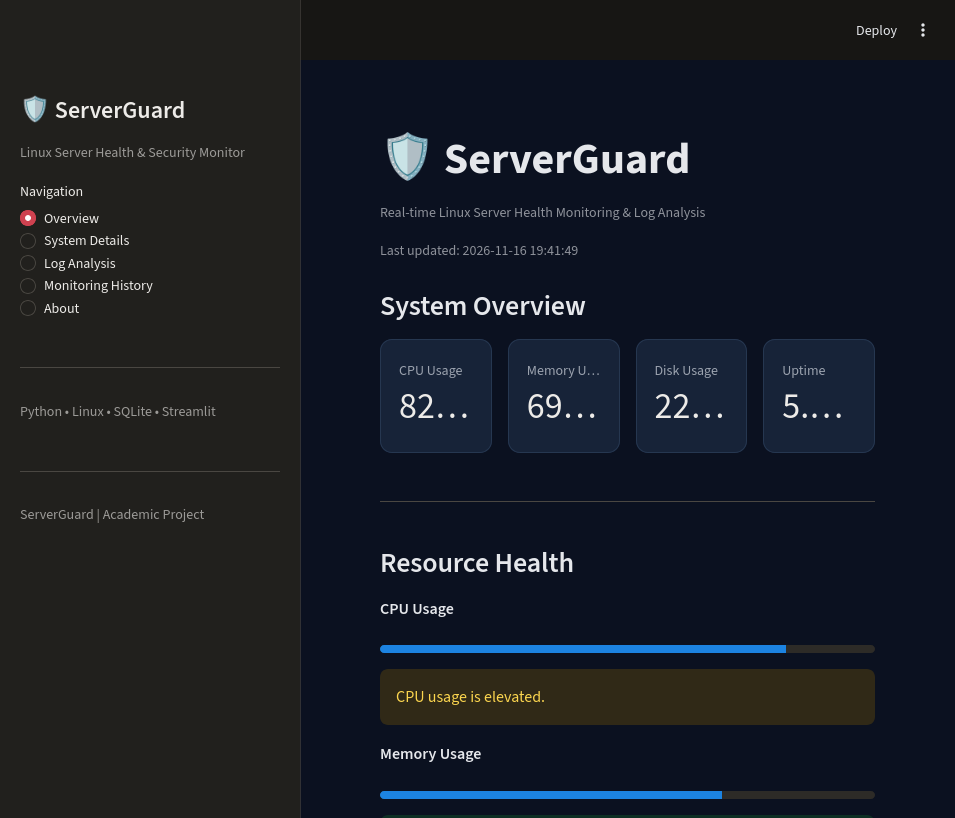 Deploy
ServerGuard
Linux Server Health & Security Monitor
Navigation
Overview
System Details
Log Analysis
Monitoring History
About
Python • Linux • SQLite • Streamlit
ServerGuard | Academic Project
ServerGuard
Real-time Linux Server Health Monitoring & Log Analysis
Last updated: 2026-11-16 19:41:49
System Overview
CPU Usage
82…
Memory U…
69…
Disk Usage
22…
Uptime
5.…
Resource Health
CPU Usage
CPU usage is elevated.
Memory Usage